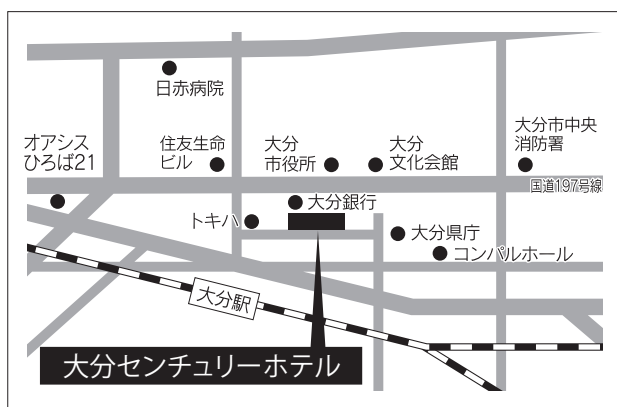 日赤病院
オアシス
ひろば21
住友生命
ビル
大分
市役所
大分
文化会館
大分市中央
消防署
国道197号線
大分銀行
トキハ
大分県庁
コンパルホール
大分駅
大分センチュリーホテル